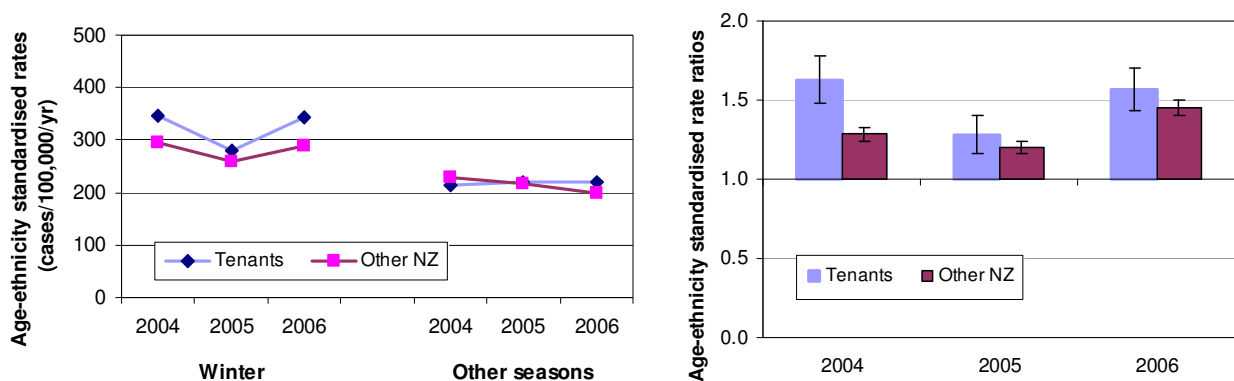 Age-ethnicity standardised rates
(cases/100,000/yr)
500
400
300
200
100
0
Tenants Other NZ
2004 2005 2006 2004 2005 2006
Winter Other seasons
Age-ethnicity standardised rate ratios
2.0
1.5
1.0
0.5
0.0
Tenants Other NZ
2004 2005 2006